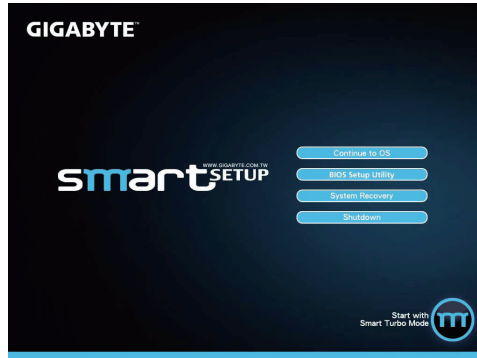 GIGABYTE™
WWW.GIGABYTE.COM.TW
smart SETUP
Continue to OS
BIOS Setup Utility
System Recovery
Shutdown
Start with
Smart Turbo Mode
m